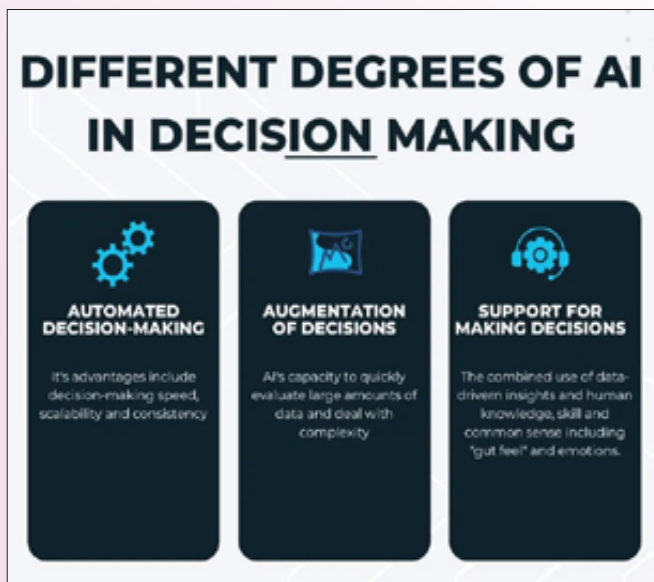 DIFFERENT DEGREES OF AI
IN DECISION MAKING
AUTOMATED
DECISION-MAKING
It's advantages include
decision-making speed,
scalability and consistency
AUGMENTATION
OF DECISIONS
AI's capacity to quickly
evaluate large amounts of
data and deal with
complexity
SUPPORT FOR
MAKING DECISIONS
The combined use of data-
drivern insights and human
knowledge, skill and
common sense including
"gut feel" and emotions.